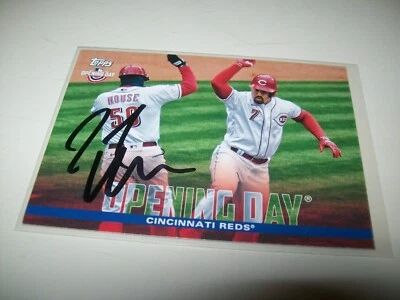 Topps
OPENING DAY
HOUSE
58
7
OPENING DAY®
CINCINNATI REDS®